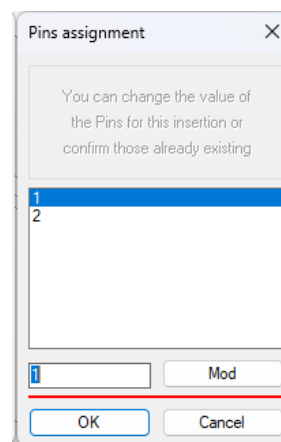 Pins assignment
You can change the value of
the Pins for this insertion or
confirm those already existing
1
2
1
Mod
OK
Cancel